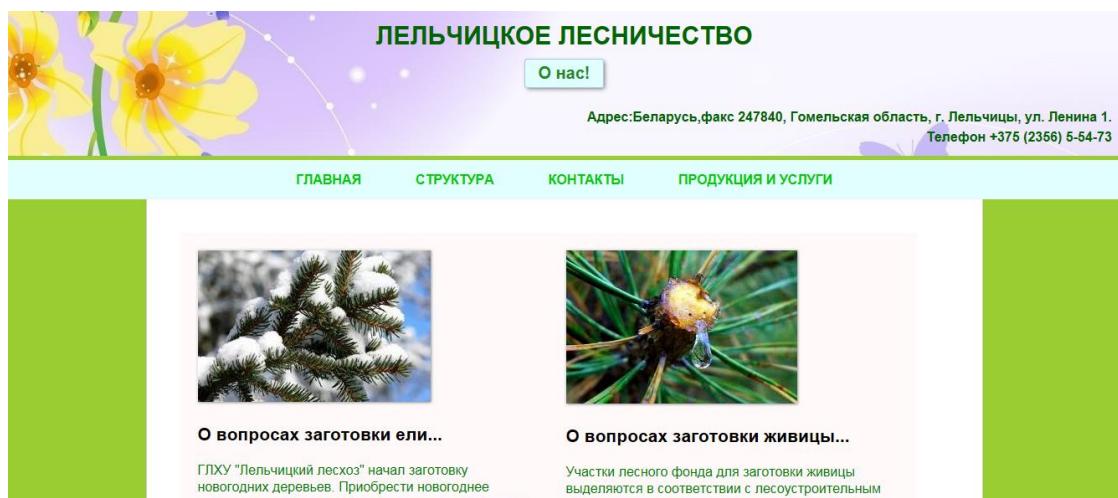 ЛЕЛЬЧИЦКОЕ ЛЕСНИЧЕСТВО
О нас!
Адрес:Беларусь,факс 247840, Гомельская область, г. Лельчицы, ул. Ленина 1.
Телефон +375 (2356) 5-54-73
ГЛАВНАЯ СТРУКТУРА КОНТАКТЫ ПРОДУКЦИЯ И УСЛУГИ
О вопросах заготовки ели...
ГЛХУ "Лельчицкий лесхоз" начал заготовку
новогодних деревьев. Приобрести новогоднее
О вопросах заготовки живицы...
Участки лесного фонда для заготовки живицы
выделяются в соответствии с лесоустроительным